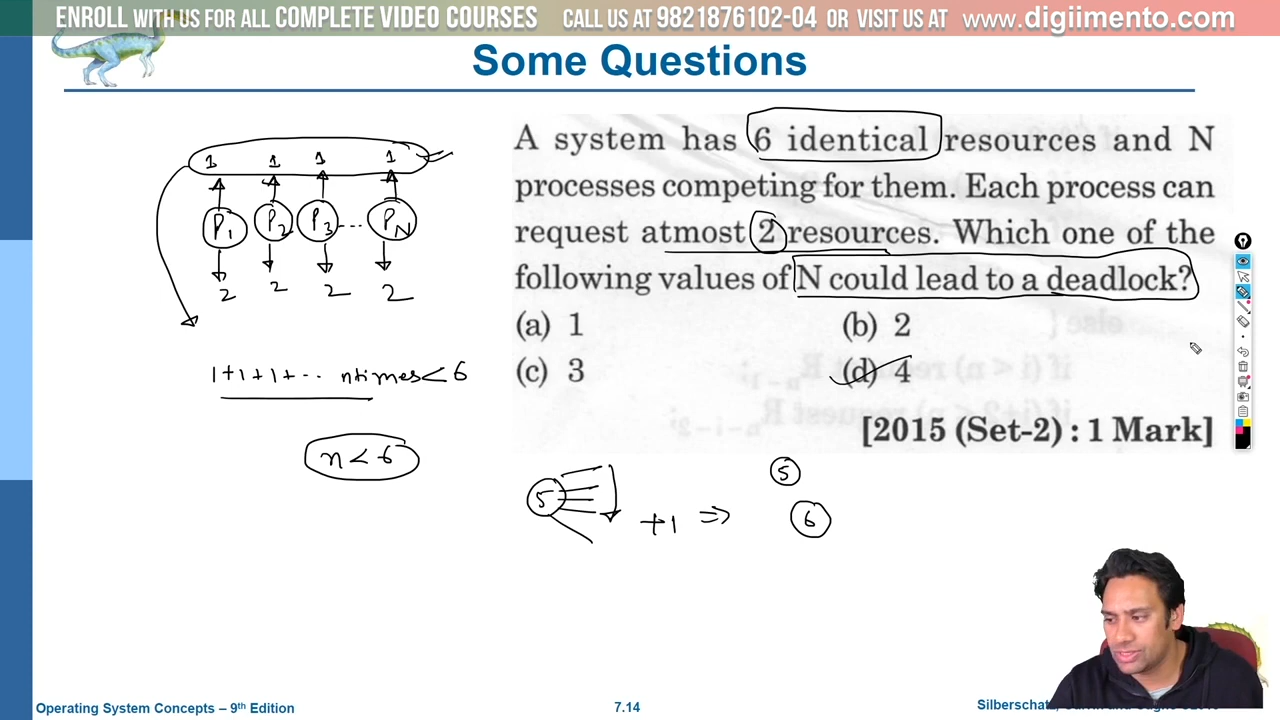 ENROLL WITH US FOR ALL COMPLETE VIDEO COURSES CALL US AT 9821876102-04 OR VISIT US AT www.digiimento.com
Some Questions
A system has 6 identical resources and N
processes competing for them. Each process can
request atmost 2 resources. Which one of the
following values of N could lead to a deadlock?
(a) 1 (b) 2
(c) 3 (d) 4
[2015 (Set-2) : 1 Mark]
1 1 1 1
P1 P2 P3 ... PN
2 2 2 2
1+1+1+... n times < 6
n < 6
5 +1 ⇒ 5
6
Operating System Concepts – 9th Edition 7.14